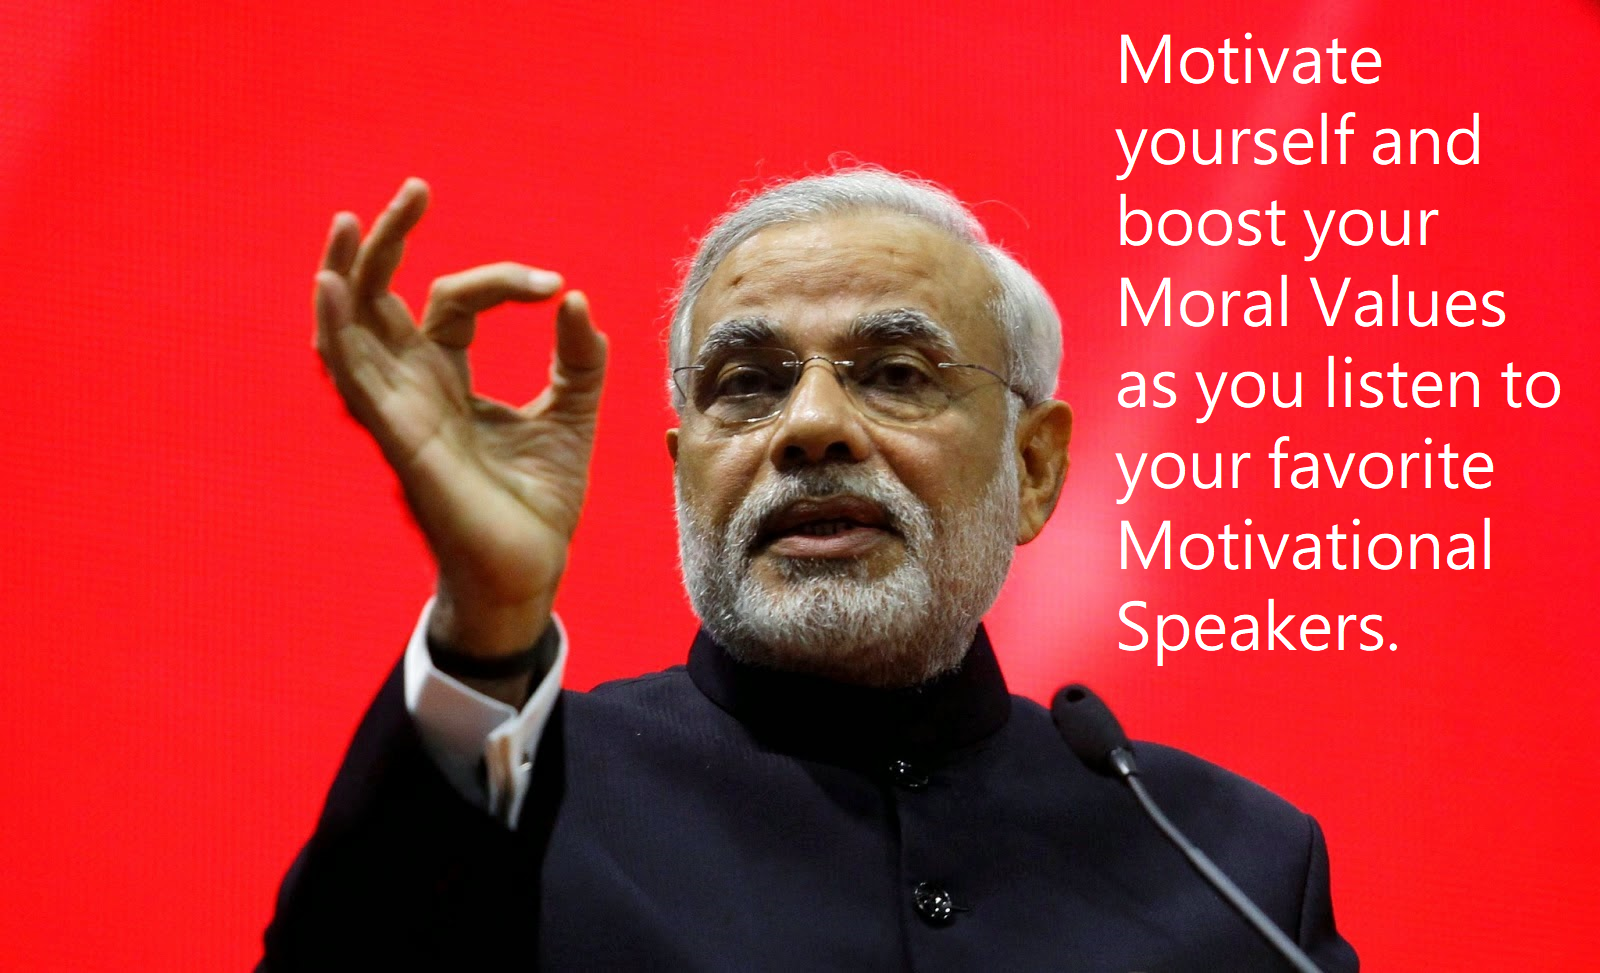 Motivate
yourself and
boost your
Moral Values
as you listen to
your favorite
Motivational
Speakers.